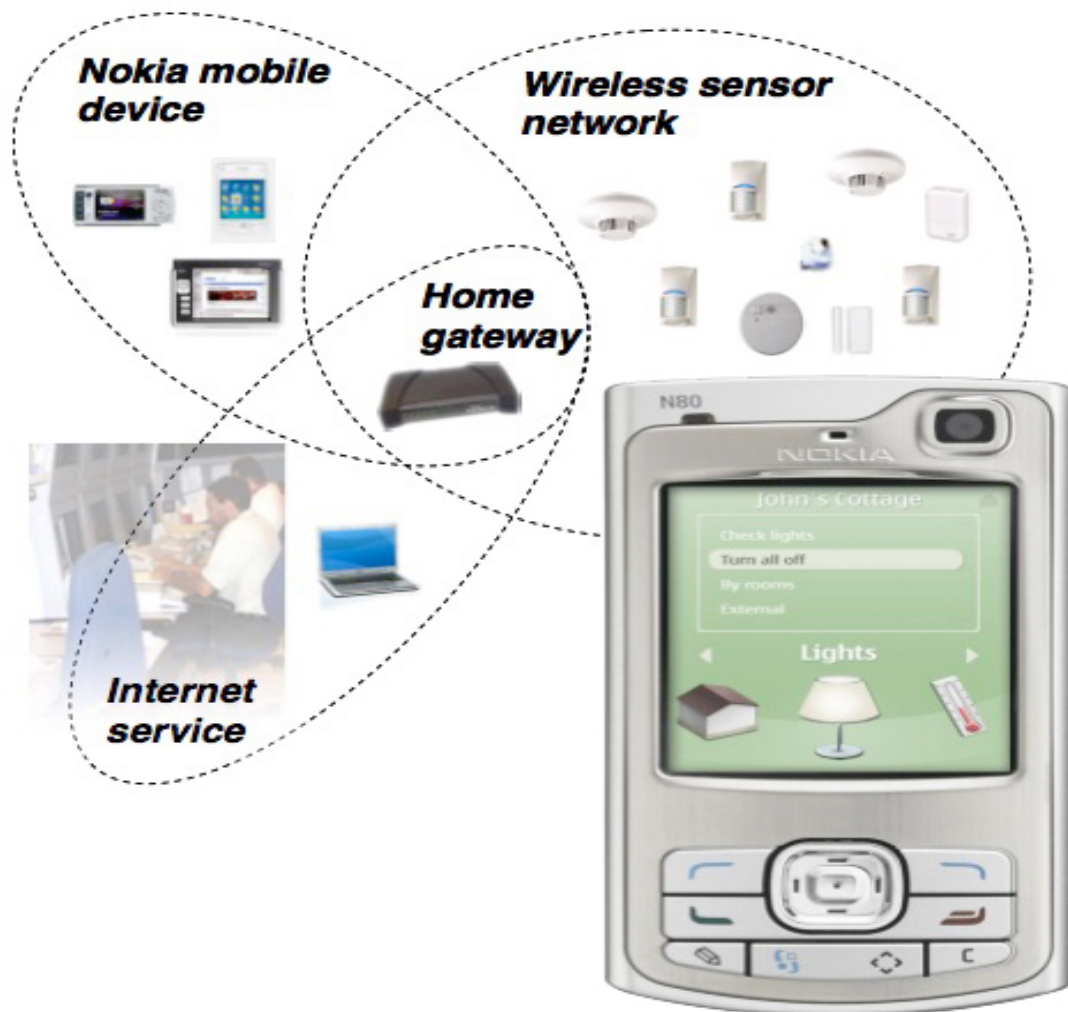 Nokia mobile
device
Wireless sensor
network
Home
gateway
Internet
service
N80
NOKIA
John's Cottage
Check lights
Turn all off
By rooms
External
Lights
C